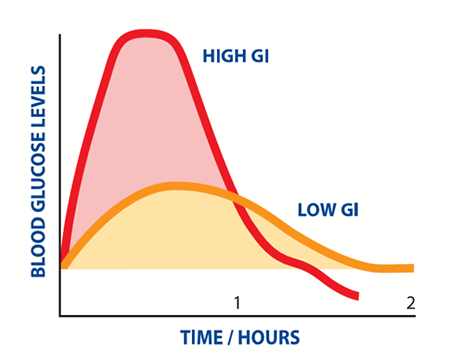 HIGH GI
BLOOD GLUCOSE LEVELS
LOW GI
1
2
TIME / HOURS